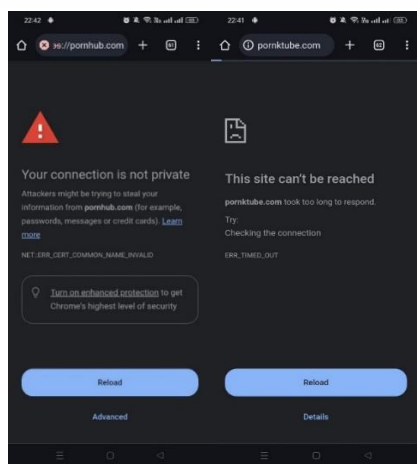 22:42
pornhub.com
Your connection is not private
Attackers might be trying to steal your
information from pornhub.com (for example,
passwords, messages or credit cards). Learn
more
NET::ERR_CERT_COMMON_NAME_INVALID
Turn on enhanced protection to get
Chrome's highest level of security
Reload
Advanced
22:41
pornktube.com
This site can't be reached
pornktube.com took too long to respond.
Try:
Checking the connection
ERR_TIMED_OUT
Reload
Details